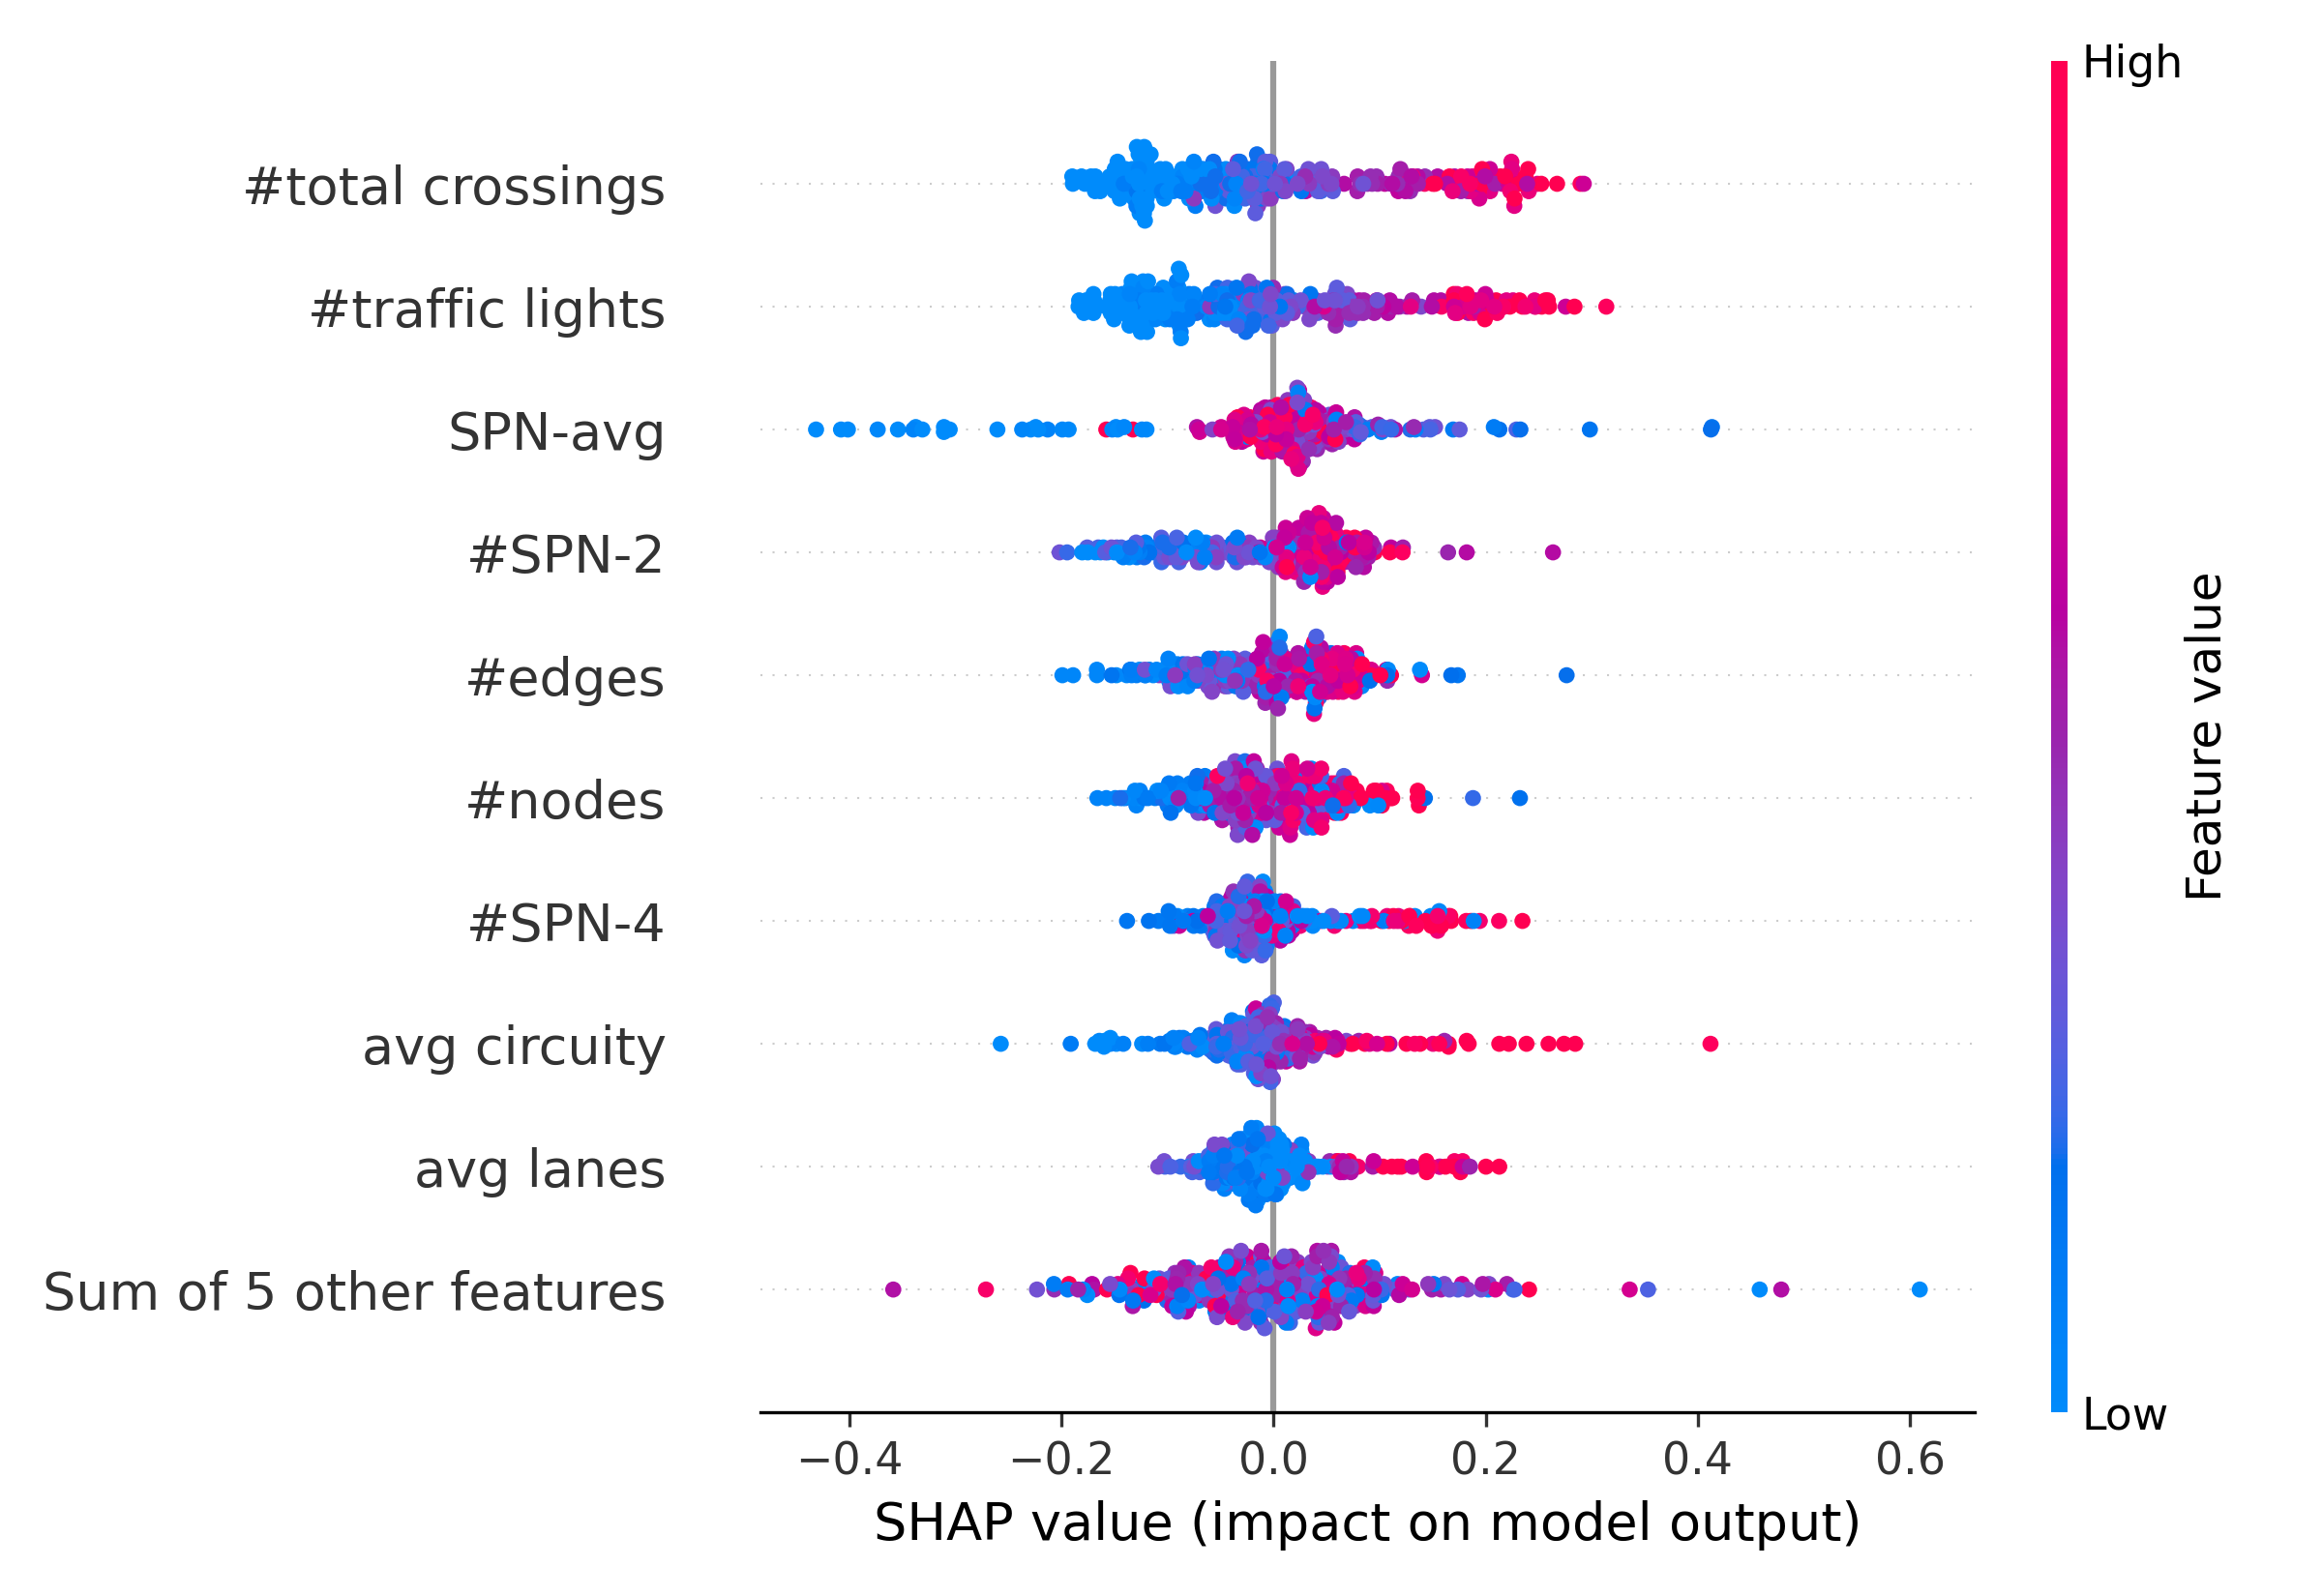 High
#total crossings
#traffic lights
SPN-avg
#SPN-2
#edges
#nodes
#SPN-4
avg circuity
avg lanes
Sum of 5 other features
Feature value
Low
−0.4 −0.2 0.0 0.2 0.4 0.6
SHAP value (impact on model output)